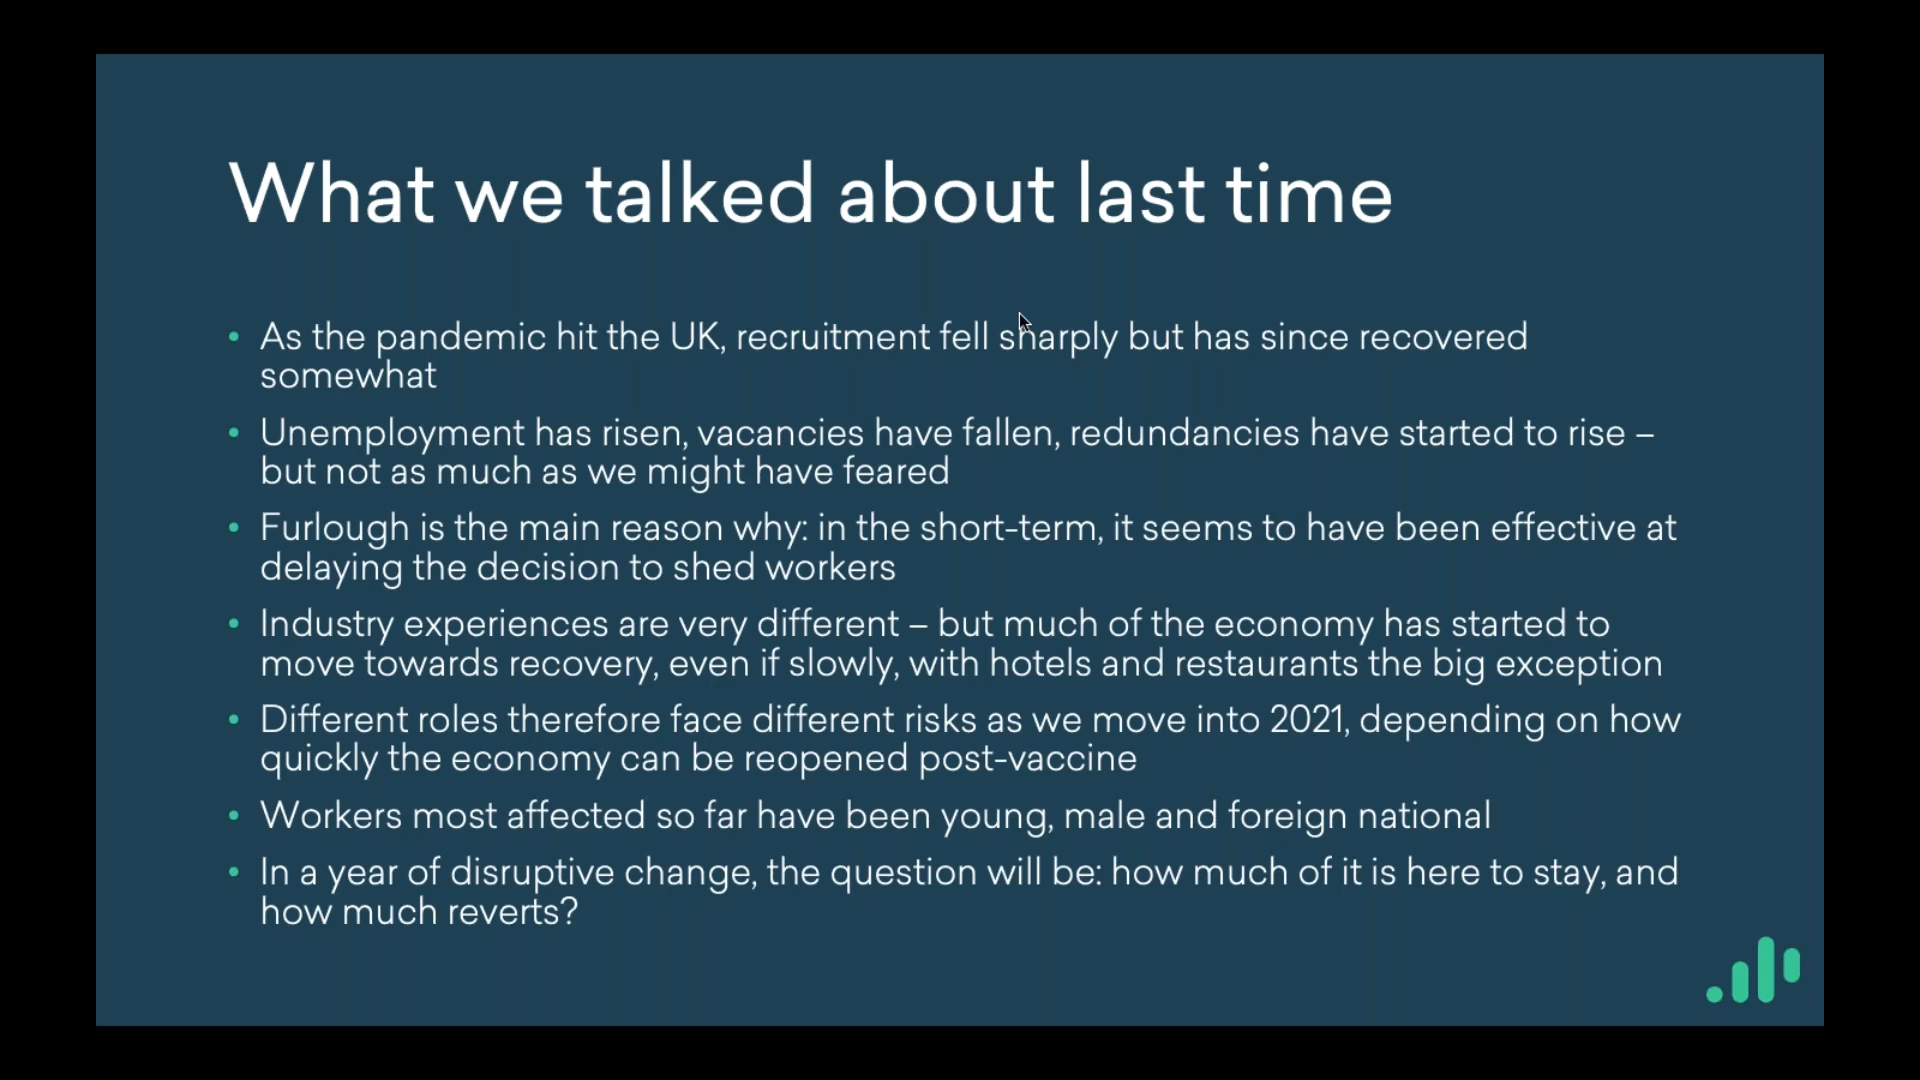 What we talked about last time
• As the pandemic hit the UK, recruitment fell sharply but has since recovered
somewhat
• Unemployment has risen, vacancies have fallen, redundancies have started to rise –
but not as much as we might have feared
• Furlough is the main reason why: in the short-term, it seems to have been effective at
delaying the decision to shed workers
• Industry experiences are very different – but much of the economy has started to
move towards recovery, even if slowly, with hotels and restaurants the big exception
• Different roles therefore face different risks as we move into 2021, depending on how
quickly the economy can be reopened post-vaccine
• Workers most affected so far have been young, male and foreign national
• In a year of disruptive change, the question will be: how much of it is here to stay, and
how much reverts?